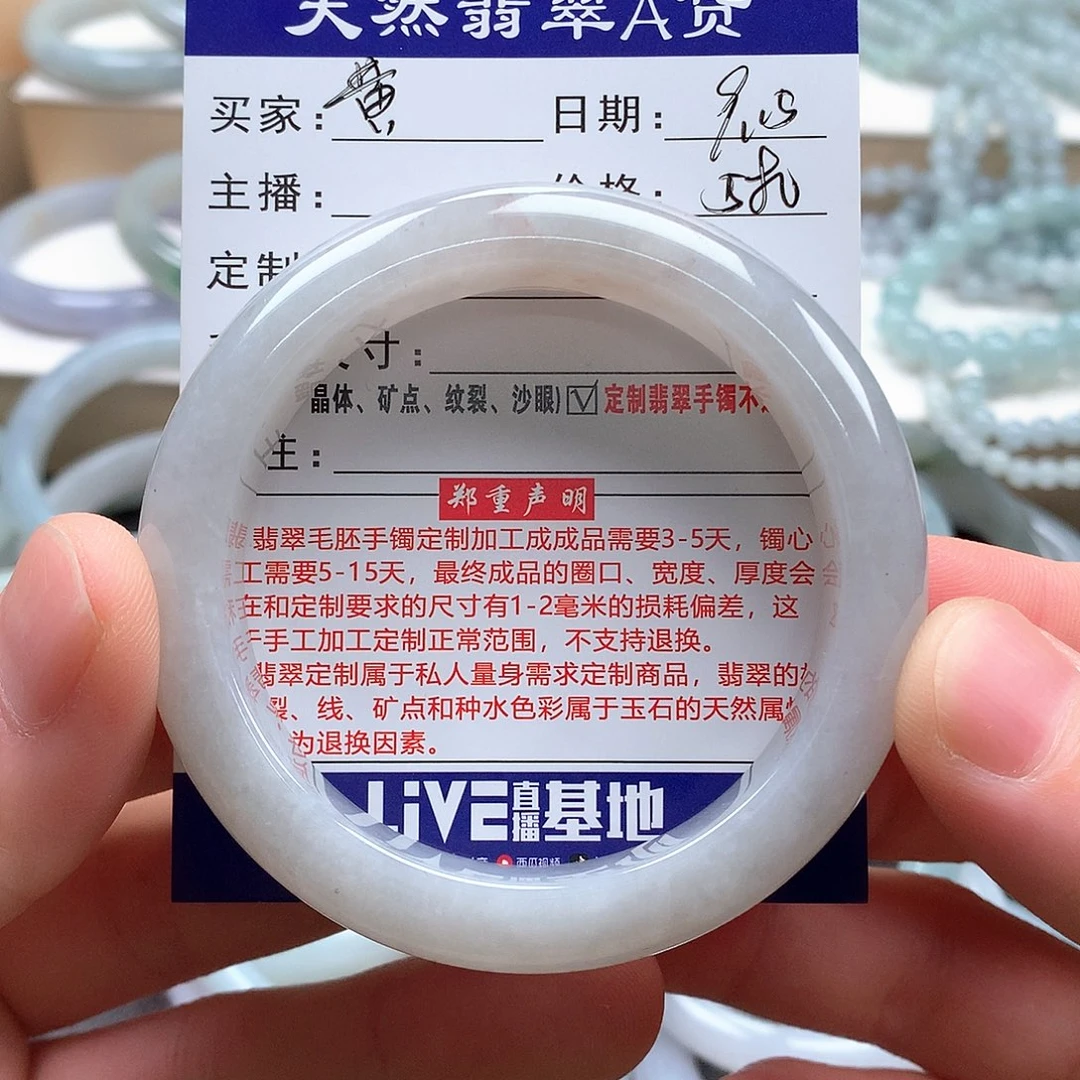 天然翡翠A货
买家：黄
日期：
主播：
价格：
定制
寸：
晶体、矿点、纹裂、沙眼)☑定制翡翠手镯不
主：
郑重声明
翡翠毛胚手镯定制加工成成品需要3-5天，镯心
工需要5-15天，最终成品的圈口、宽度、厚度会
在和定制要求的尺寸有1-2毫米的损耗偏差，这
于手工加工定制正常范围，不支持退换。
翡翠定制属于私人量身需求定制商品，翡翠的
裂、线、矿点和种水色彩属于玉石的天然属
为退换因素。
LiVE直播基地
西瓜视频